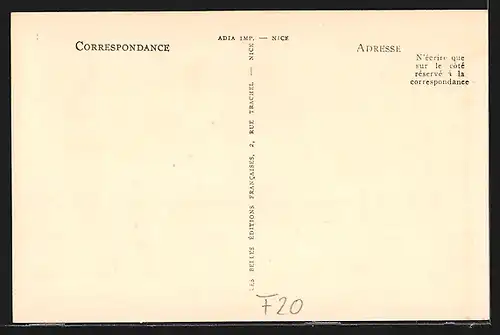 ADIA IMP. — NICE
CORRESPONDANCE
ADRESSE
N'écrire que
sur le côté
réservé à la
correspondance
LES BELLES ÉDITIONS FRANÇAISES, 2, RUE TRACHEL — NICE
F20